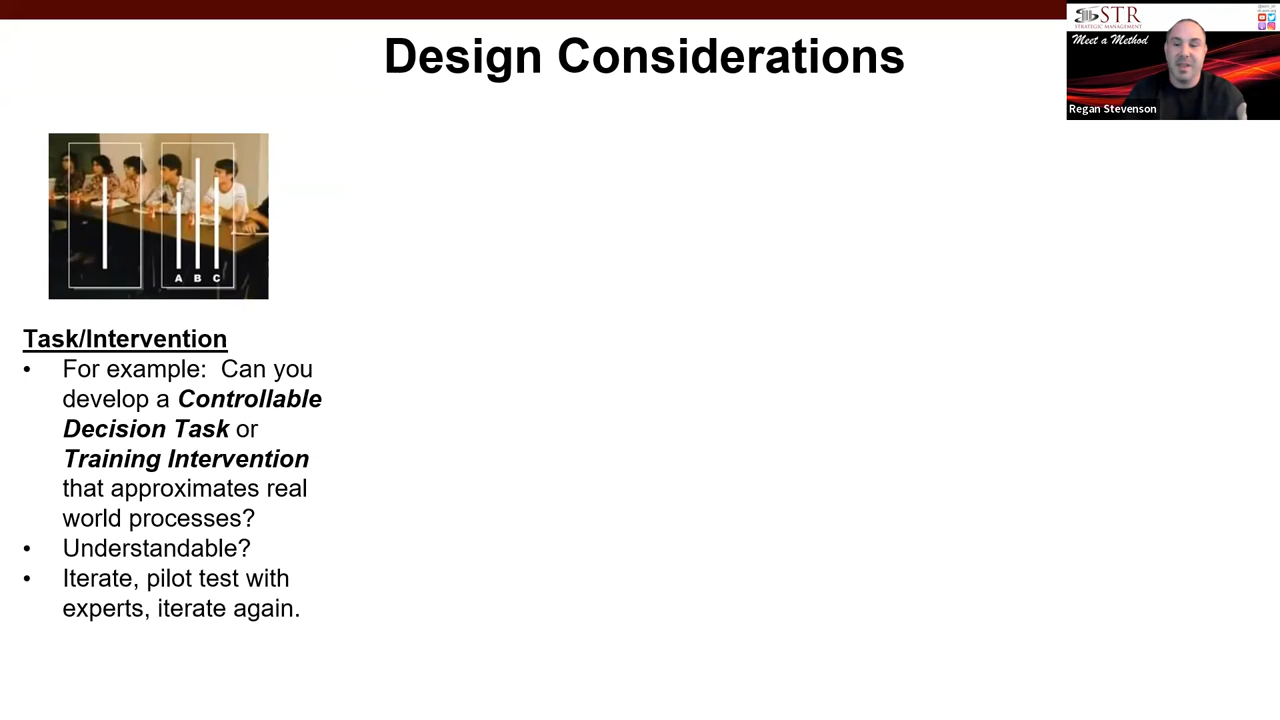 Design Considerations
STR
STRATEGIC MANAGEMENT
Meet a Method
Regan Stevenson
A B C
Task/Intervention
• For example: Can you
develop a Controllable
Decision Task or
Training Intervention
that approximates real
world processes?
• Understandable?
• Iterate, pilot test with
experts, iterate again.